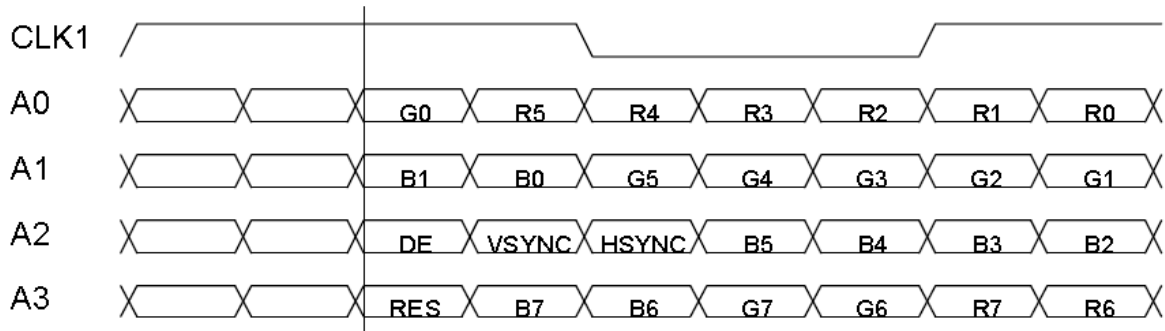 CLK1
A0 G0 R5 R4 R3 R2 R1 R0
A1 B1 B0 G5 G4 G3 G2 G1
A2 DE VSYNC HSYNC B5 B4 B3 B2
A3 RES B7 B6 G7 G6 R7 R6